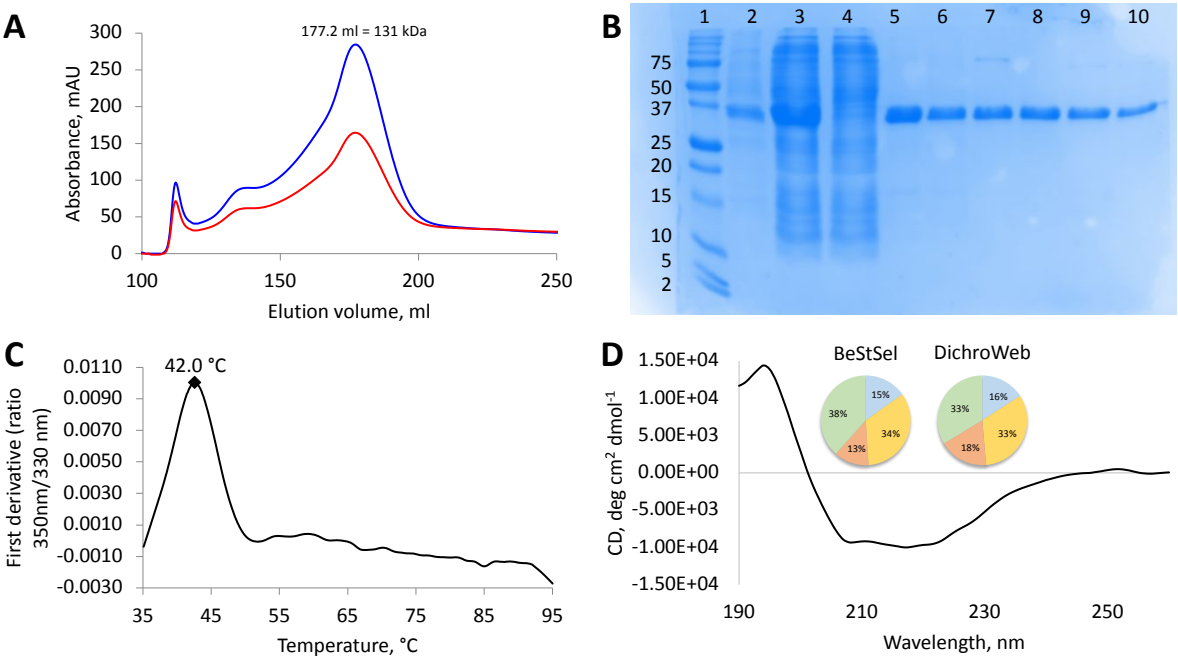 A
177.2 ml = 131 kDa
300
250
200
150
100
50
0
Absorbance, mAU
100
150
200
250
Elution volume, ml
B
1 2 3 4 5 6 7 8 9 10
75
50
37
25
20
15
10
5
2
C
42.0 °C
0.0110
0.0090
0.0070
0.0050
0.0030
0.0010
-0.0010
-0.0030
First derivative (ratio
350nm/330 nm)
35 45 55 65 75 85 95
Temperature, °C
D
BeStSel
DichroWeb
15%
34%
13%
38%
16%
33%
18%
33%
1.50E+04
1.00E+04
5.00E+03
0.00E+00
-5.00E+03
-1.00E+04
-1.50E+04
CD, deg cm² dmol⁻¹
190 210 230 250
Wavelength, nm